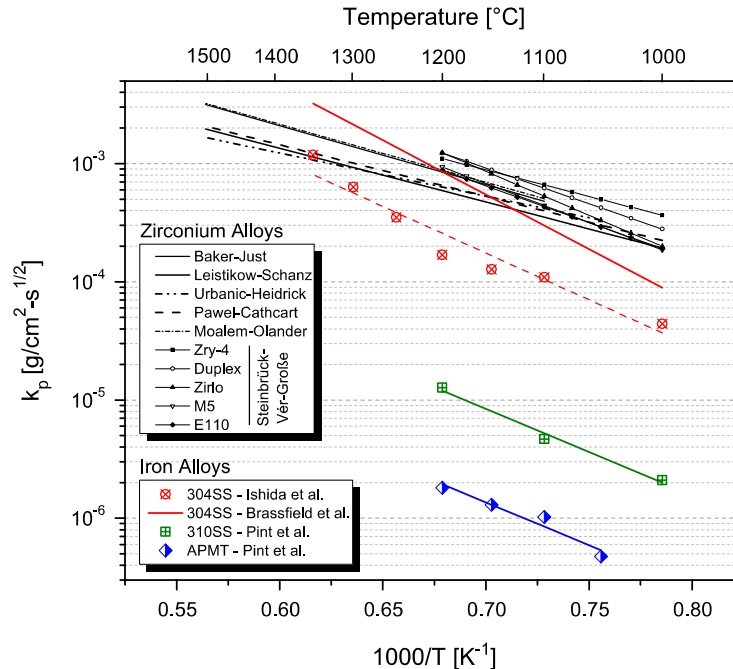 Temperature [°C]
1500 1400 1300 1200 1100 1000
10⁻³
10⁻⁴
10⁻⁵
10⁻⁶
kₚ [g/cm²-s¹ᐟ²]
Zirconium Alloys
Baker-Just
Leistikow-Schanz
Urbanic-Heidrick
Pawel-Cathcart
Moalem-Olander
Zry-4
Duplex
Zirlo
M5
E110
Steinbrück-
Vér-Große
Iron Alloys
304SS - Ishida et al.
304SS - Brassfield et al.
310SS - Pint et al.
APMT - Pint et al.
0.55 0.60 0.65 0.70 0.75 0.80
1000/T [K⁻¹]